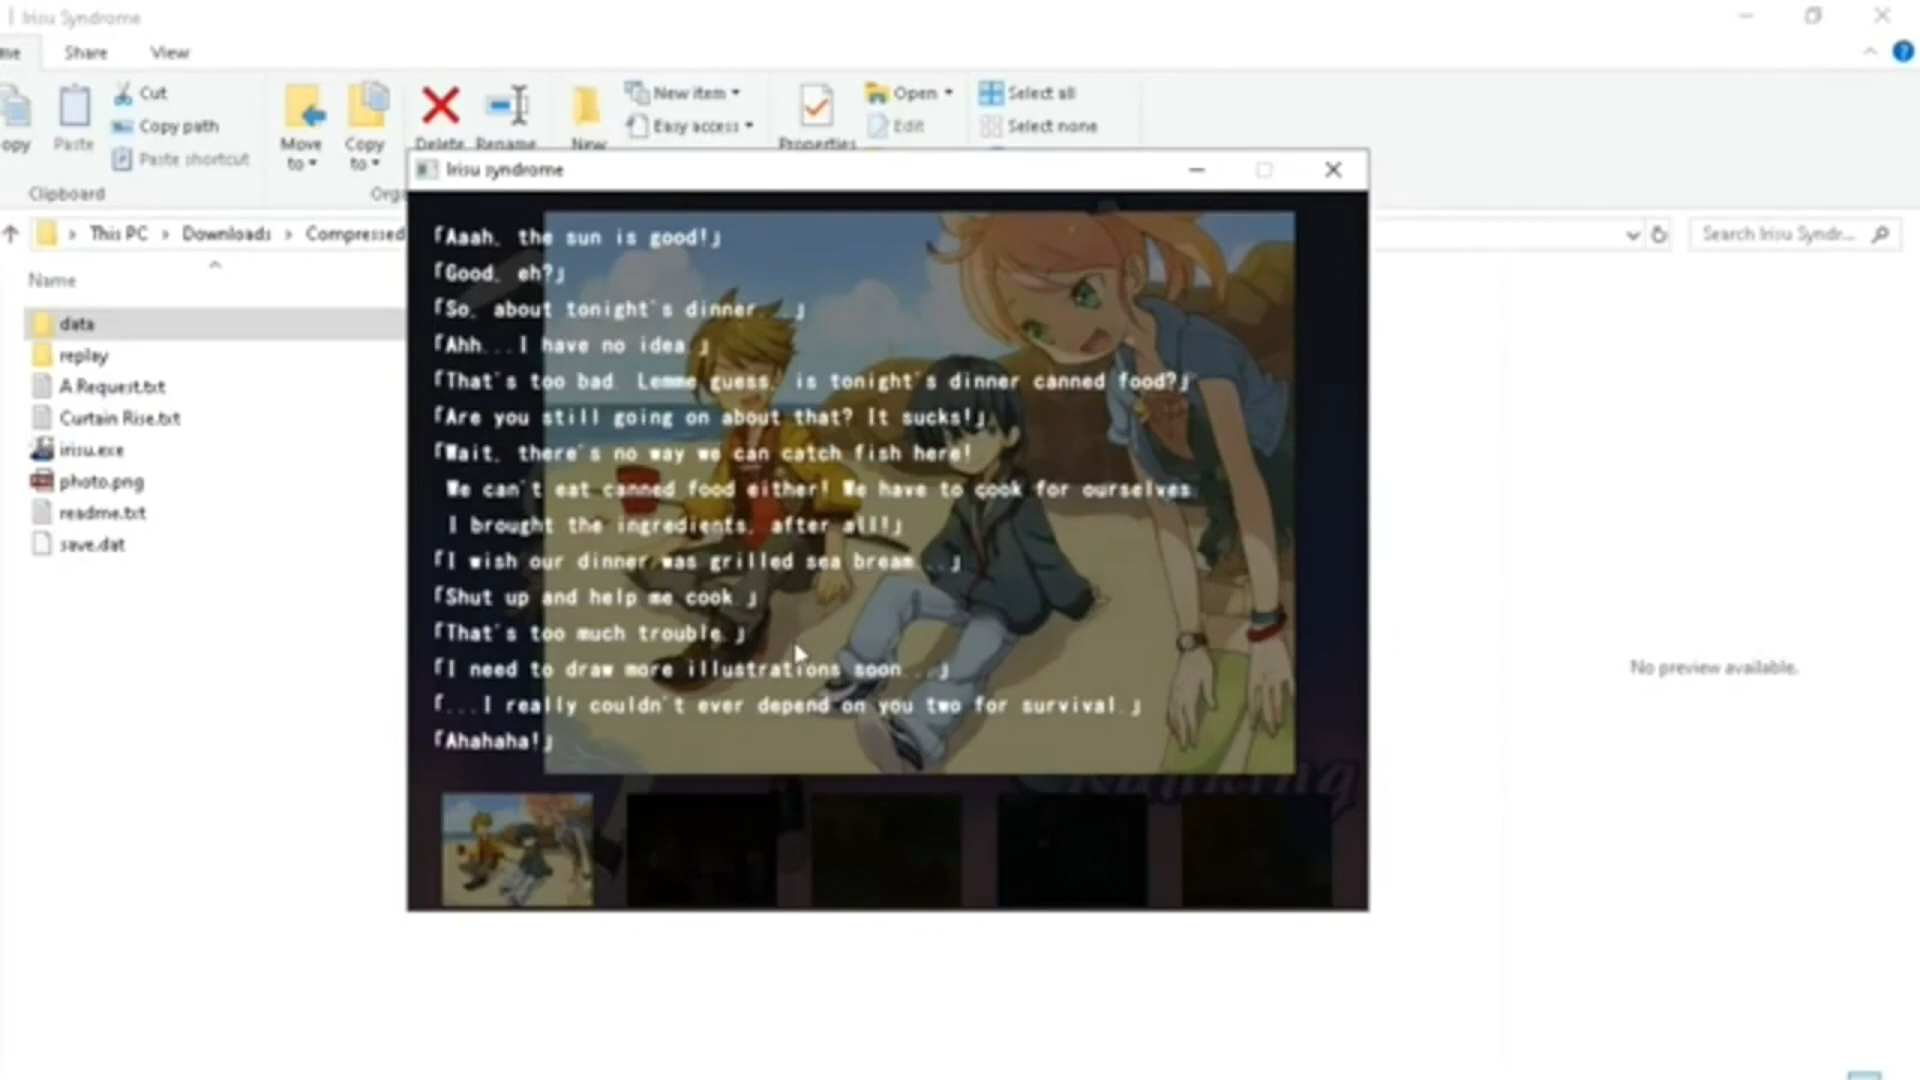 Irisu Syndrome
me
Share
View
opy
Paste
Cut
Copy path
Paste shortcut
Move to
Copy to
Delete
Rename
New
New item
Easy access
Properties
Open
Edit
Select all
Select none
Clipboard
Orga
This PC > Downloads > Compressed
Search Irisu Syndr...
Name
data
replay
A Request.txt
Curtain Rise.txt
irisu.exe
photo.png
readme.txt
save.dat
Irisu syndrome
「Aaah, the sun is good!」
「Good, eh?」
「So, about tonight's dinner...」
「Ahh...I have no idea.」
「That's too bad. Lemme guess, is tonight's dinner canned food?」
「Are you still going on about that? It sucks!」
「Wait, there's no way we can catch fish here!
We can't eat canned food either! We have to cook for ourselves.
I brought the ingredients, after all!」
「I wish our dinner was grilled sea bream...」
「Shut up and help me cook.」
「That's too much trouble.」
「I need to draw more illustrations soon...」
「...I really couldn't ever depend on you two for survival.」
「Ahahaha!」
No preview available.